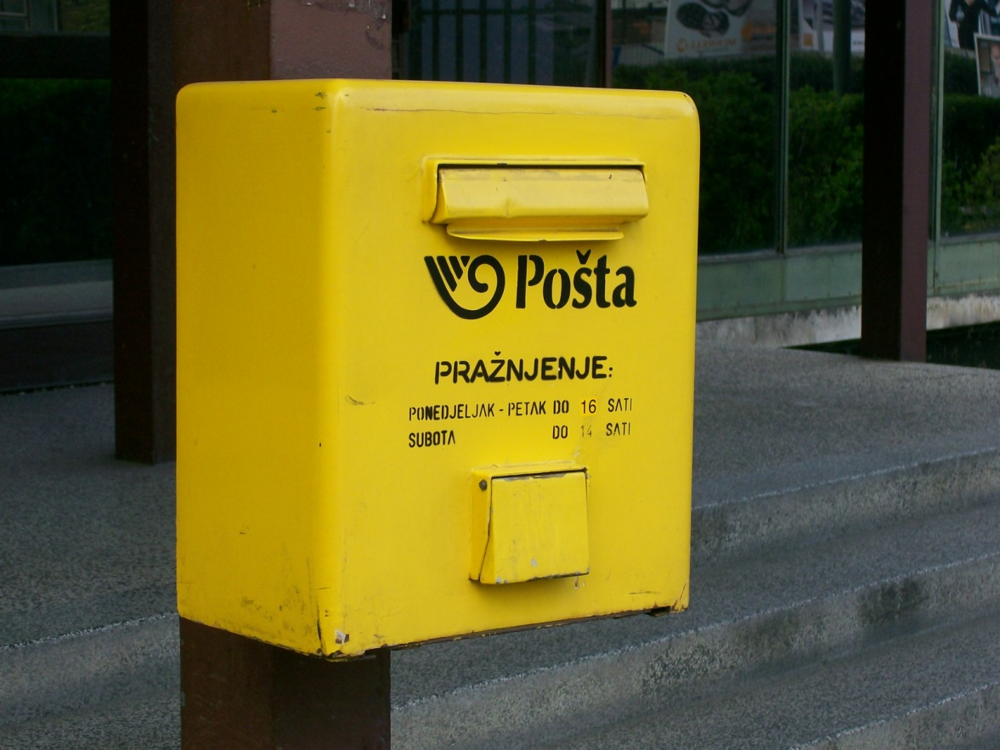 Pošta
PRAŽNJENJE:
PONEDJELJAK - PETAK DO 16 SATI
SUBOTA DO 14 SATI